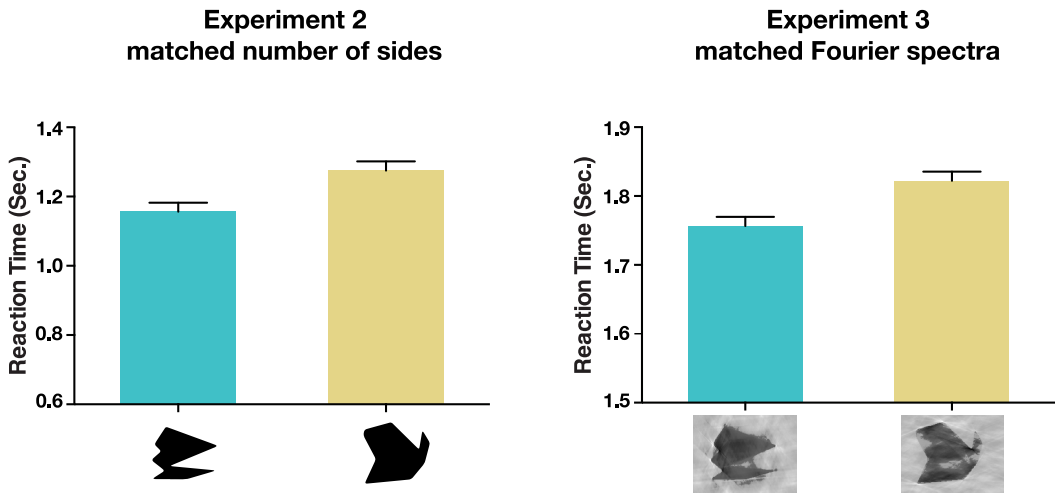 Experiment 2
matched number of sides
Reaction Time (Sec.)
1.4
1.2
1.0
0.8
0.6
Experiment 3
matched Fourier spectra
Reaction Time (Sec.)
1.9
1.8
1.7
1.6
1.5